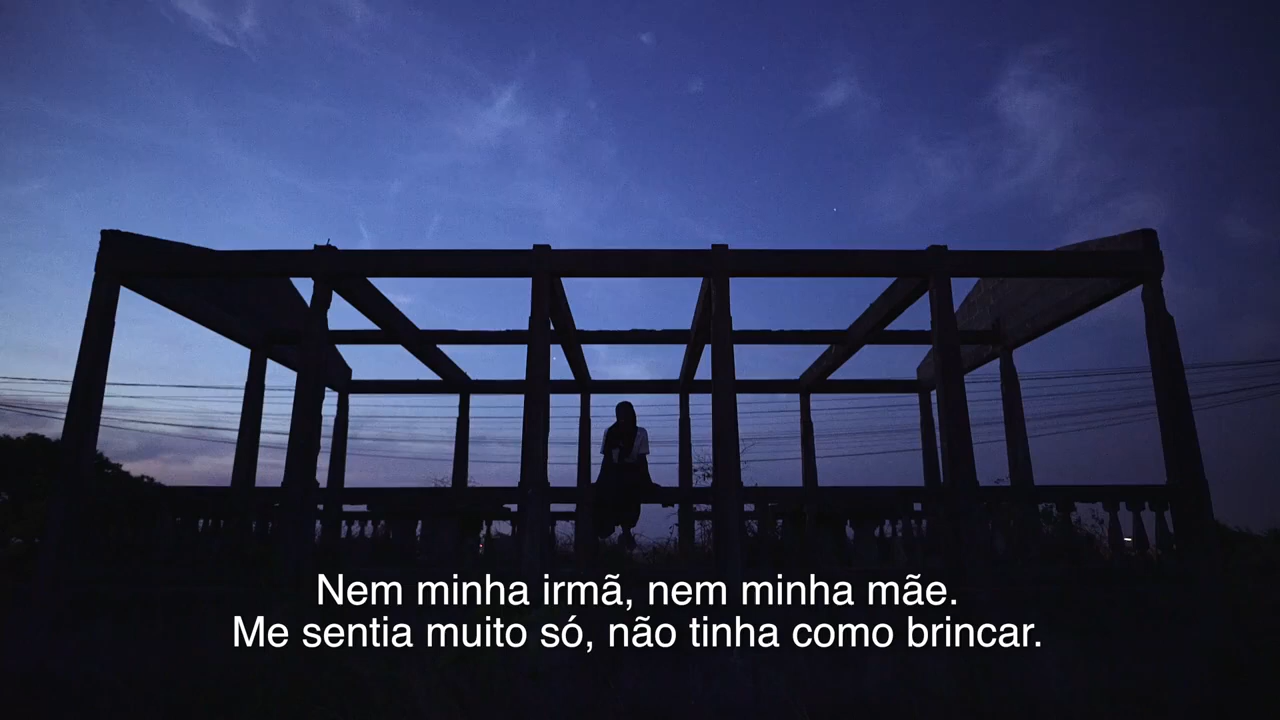 Nem minha irmã, nem minha mãe.
Me sentia muito só, não tinha como brincar.